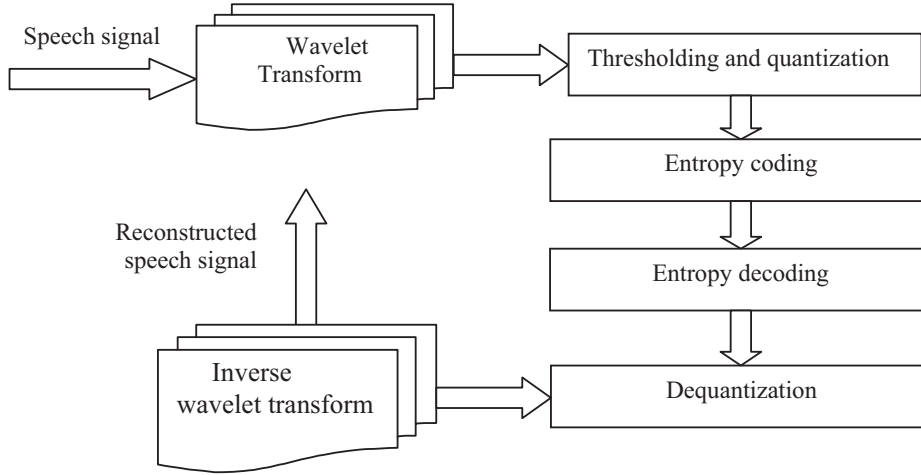 Speech signal
Wavelet
Transform
Thresholding and quantization
Entropy coding
Entropy decoding
Dequantization
Reconstructed
speech signal
Inverse
wavelet transform